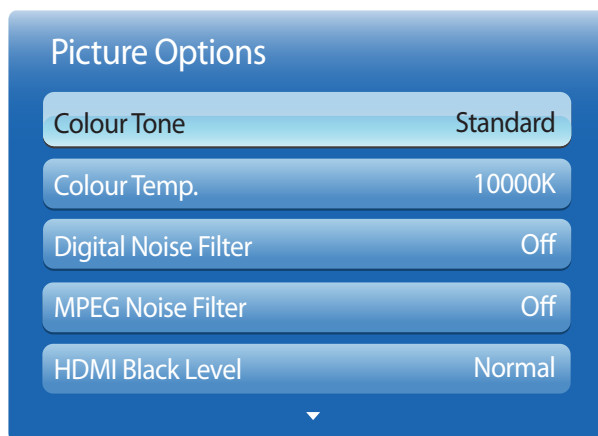 Picture Options
Colour Tone Standard
Colour Temp. 10000K
Digital Noise Filter Off
MPEG Noise Filter Off
HDMI Black Level Normal